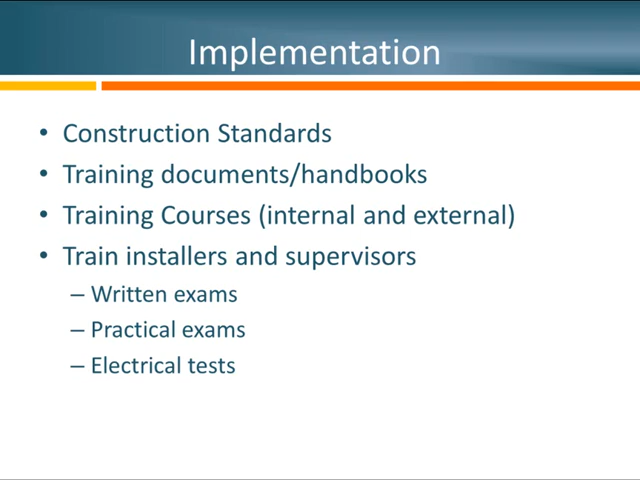 Implementation
• Construction Standards
• Training documents/handbooks
• Training Courses (internal and external)
• Train installers and supervisors
– Written exams
– Practical exams
– Electrical tests